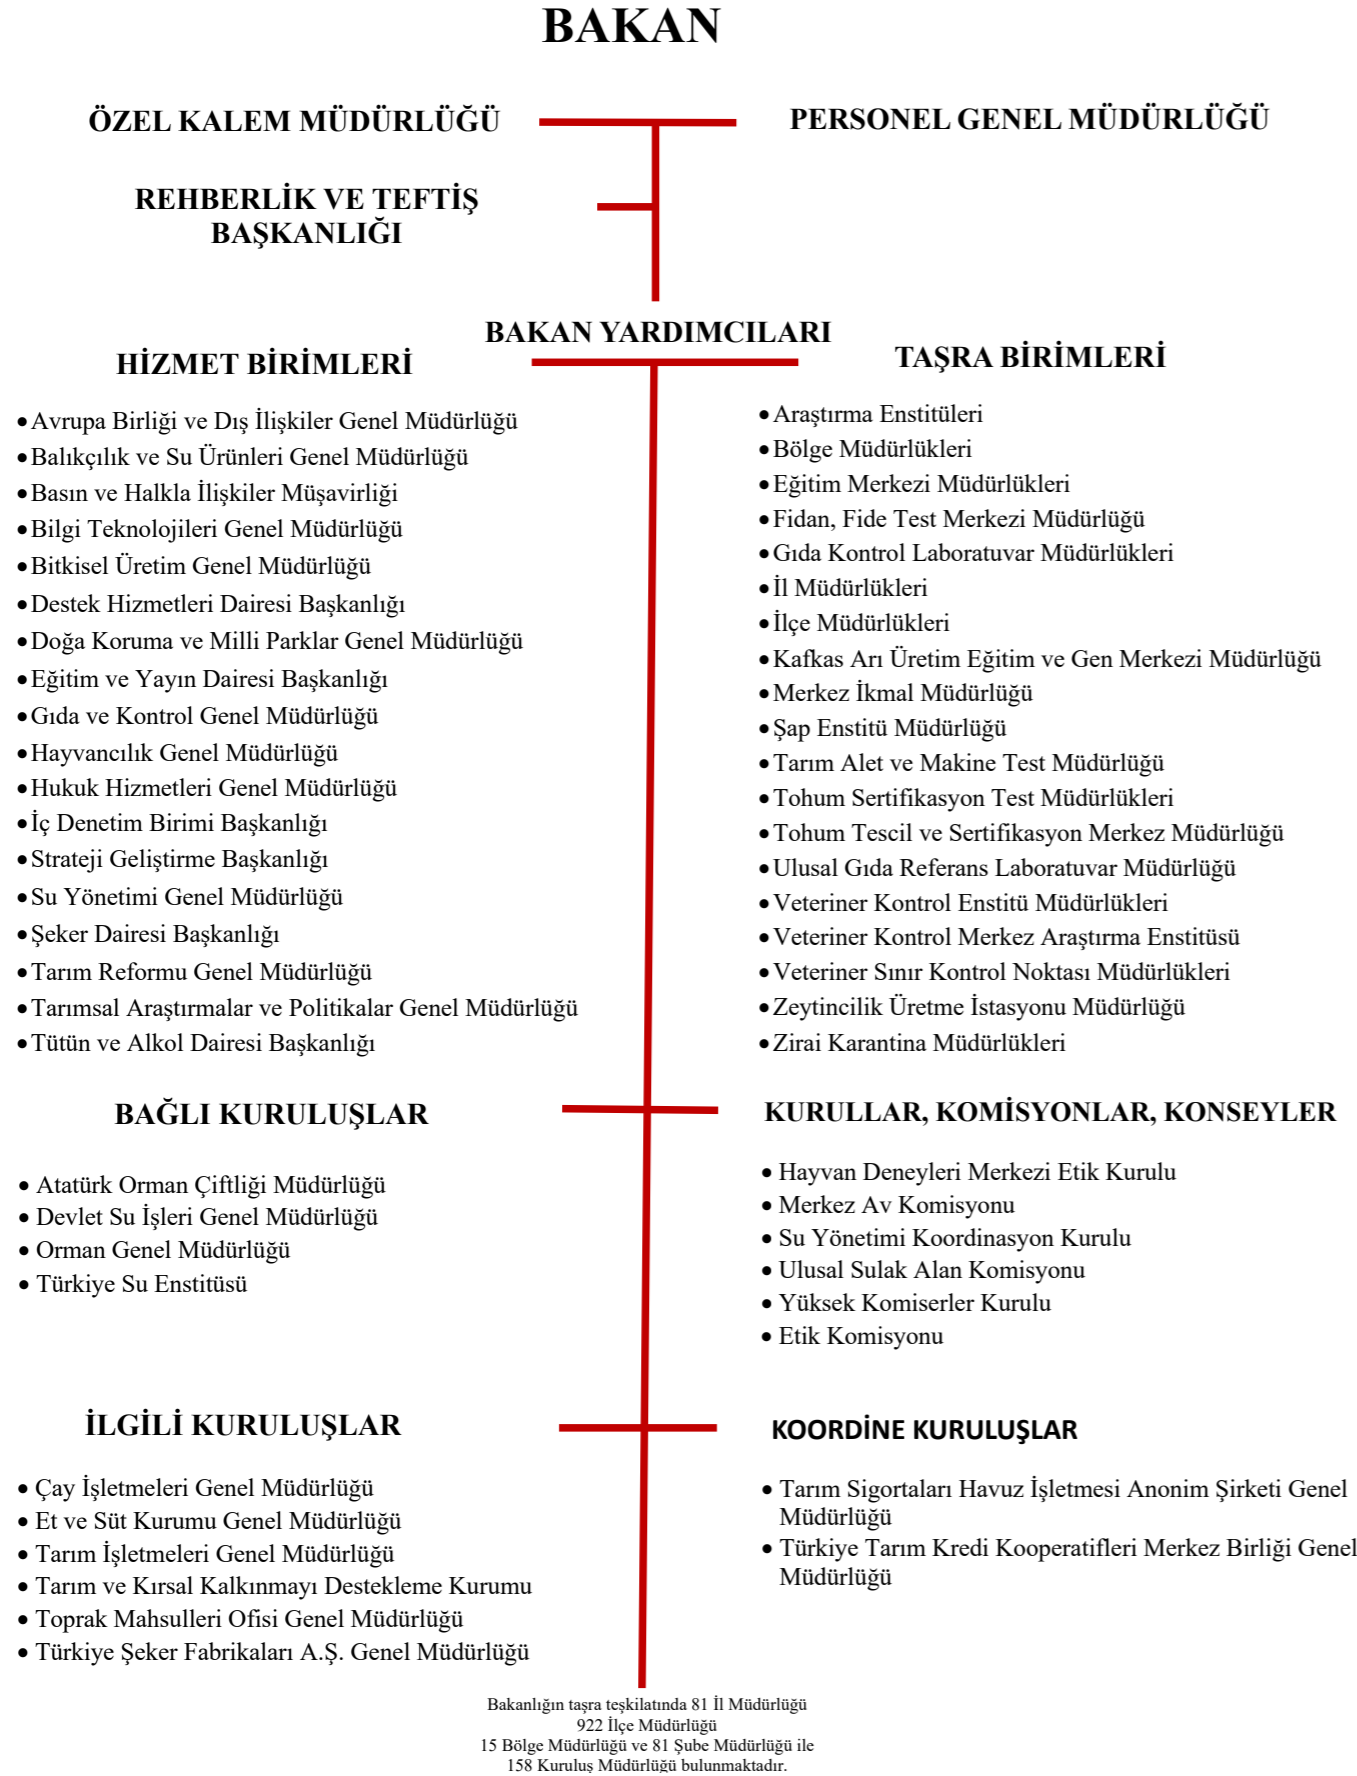 BAKAN
ÖZEL KALEM MÜDÜRLÜĞÜ
PERSONEL GENEL MÜDÜRLÜĞÜ
REHBERLİK VE TEFTİŞ
BAŞKANLIĞI
BAKAN YARDIMCILARI
HİZMET BİRİMLERİ
•Avrupa Birliği ve Dış İlişkiler Genel Müdürlüğü
•Balıkçılık ve Su Ürünleri Genel Müdürlüğü
•Basın ve Halkla İlişkiler Müşavirliği
•Bilgi Teknolojileri Genel Müdürlüğü
•Bitkisel Üretim Genel Müdürlüğü
•Destek Hizmetleri Dairesi Başkanlığı
•Doğa Koruma ve Milli Parklar Genel Müdürlüğü
•Eğitim ve Yayın Dairesi Başkanlığı
•Gıda ve Kontrol Genel Müdürlüğü
•Hayvancılık Genel Müdürlüğü
•Hukuk Hizmetleri Genel Müdürlüğü
•İç Denetim Birimi Başkanlığı
•Strateji Geliştirme Başkanlığı
•Su Yönetimi Genel Müdürlüğü
•Şeker Dairesi Başkanlığı
•Tarım Reformu Genel Müdürlüğü
•Tarımsal Araştırmalar ve Politikalar Genel Müdürlüğü
•Tütün ve Alkol Dairesi Başkanlığı
TAŞRA BİRİMLERİ
•Araştırma Enstitüleri
•Bölge Müdürlükleri
•Eğitim Merkezi Müdürlükleri
•Fidan, Fide Test Merkezi Müdürlüğü
•Gıda Kontrol Laboratuvar Müdürlükleri
•İl Müdürlükleri
•İlçe Müdürlükleri
•Kafkas Arı Üretim Eğitim ve Gen Merkezi Müdürlüğü
•Merkez İkmal Müdürlüğü
•Şap Enstitü Müdürlüğü
•Tarım Alet ve Makine Test Müdürlüğü
•Tohum Sertifikasyon Test Müdürlükleri
•Tohum Tescil ve Sertifikasyon Merkez Müdürlüğü
•Ulusal Gıda Referans Laboratuvar Müdürlüğü
•Veteriner Kontrol Enstitü Müdürlükleri
•Veteriner Kontrol Merkez Araştırma Enstitüsü
•Veteriner Sınır Kontrol Noktası Müdürlükleri
•Zeytincilik Üretme İstasyonu Müdürlüğü
•Zirai Karantina Müdürlükleri
BAĞLI KURULUŞLAR
• Atatürk Orman Çiftliği Müdürlüğü
• Devlet Su İşleri Genel Müdürlüğü
• Orman Genel Müdürlüğü
• Türkiye Su Enstitüsü
KURULLAR, KOMİSYONLAR, KONSEYLER
• Hayvan Deneyleri Merkezi Etik Kurulu
• Merkez Av Komisyonu
• Su Yönetimi Koordinasyon Kurulu
• Ulusal Sulak Alan Komisyonu
• Yüksek Komiserler Kurulu
• Etik Komisyonu
İLGİLİ KURULUŞLAR
• Çay İşletmeleri Genel Müdürlüğü
• Et ve Süt Kurumu Genel Müdürlüğü
• Tarım İşletmeleri Genel Müdürlüğü
• Tarım ve Kırsal Kalkınmayı Destekleme Kurumu
• Toprak Mahsulleri Ofisi Genel Müdürlüğü
• Türkiye Şeker Fabrikaları A.Ş. Genel Müdürlüğü
KOORDİNE KURULUŞLAR
• Tarım Sigortaları Havuz İşletmesi Anonim Şirketi Genel
Müdürlüğü
• Türkiye Tarım Kredi Kooperatifleri Merkez Birliği Genel
Müdürlüğü
Bakanlığın taşra teşkilatında 81 İl Müdürlüğü
922 İlçe Müdürlüğü
15 Bölge Müdürlüğü ve 81 Şube Müdürlüğü ile
158 Kuruluş Müdürlüğü bulunmaktadır.